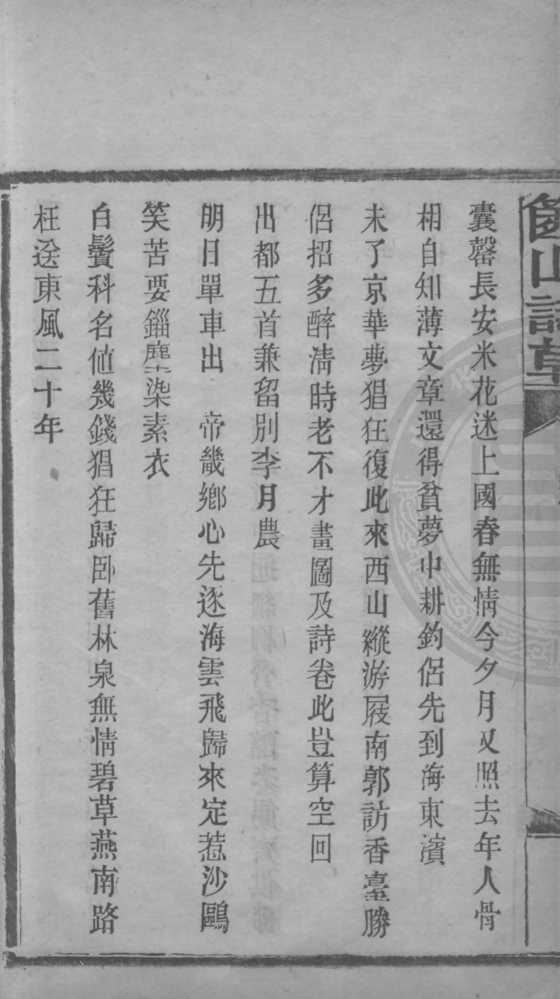 囊罄長安米花迷上國春無情今夕月又照去年人骨
相自知薄文章還得貧夢中耕釣侶先到海東濱
未了京華夢猖狂復此來西山縱游屐南郭訪香臺勝
侶招多醉清時老不才畫圖及詩卷此豈算空回
出都五首兼留別李月農
明日單車出　帝畿鄉心先逐海雲飛歸來定惹沙鷗
笑苦要緇塵染素衣
白鬢科名値幾錢猖狂歸卧舊林泉無情碧草燕南路
枉送東風二十年